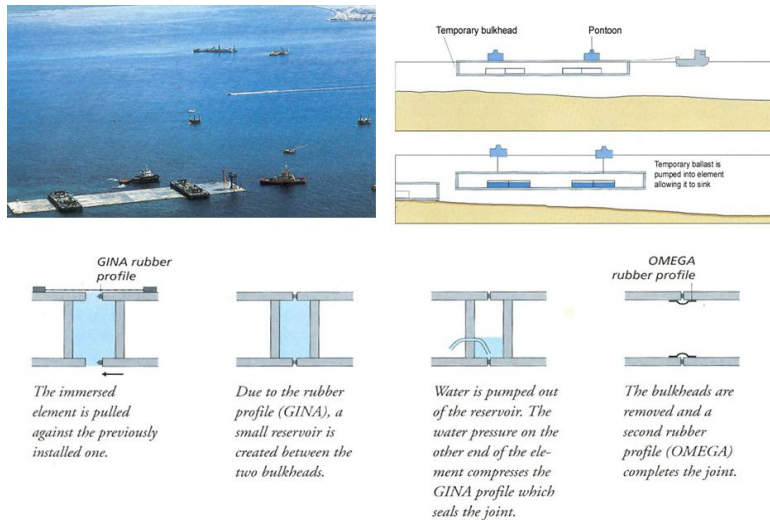 Temporary bulkhead
Pontoon
Temporary ballast is
pumped into element
allowing it to sink
GINA rubber
profile
The immersed
element is pulled
against the previously
installed one.
Due to the rubber
profile (GINA), a
small reservoir is
created between the
two bulkheads.
Water is pumped out
of the reservoir. The
water pressure on the
other end of the ele-
ment compresses the
GINA profile which
seals the joint.
OMEGA
rubber profile
The bulkheads are
removed and a
second rubber
profile (OMEGA)
completes the joint.